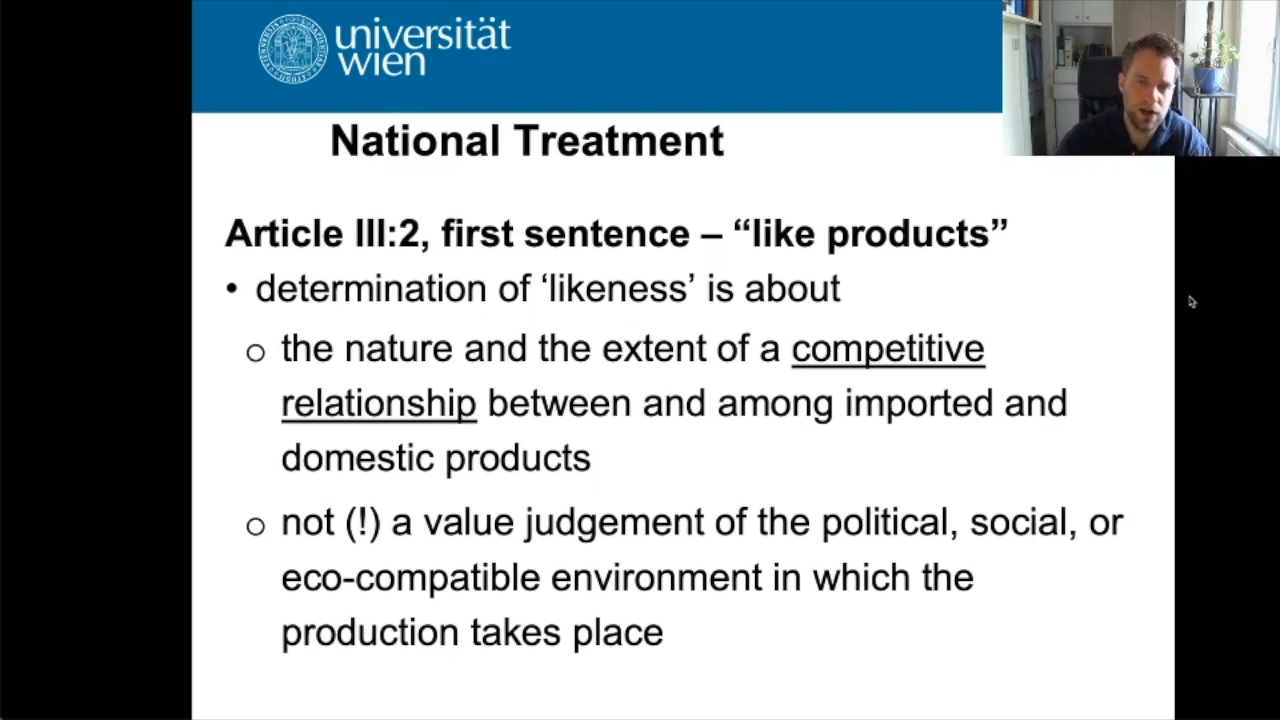 universität
wien
National Treatment
Article III:2, first sentence – “like products”
• determination of ‘likeness’ is about
o the nature and the extent of a competitive
relationship between and among imported and
domestic products
o not (!) a value judgement of the political, social, or
eco-compatible environment in which the
production takes place